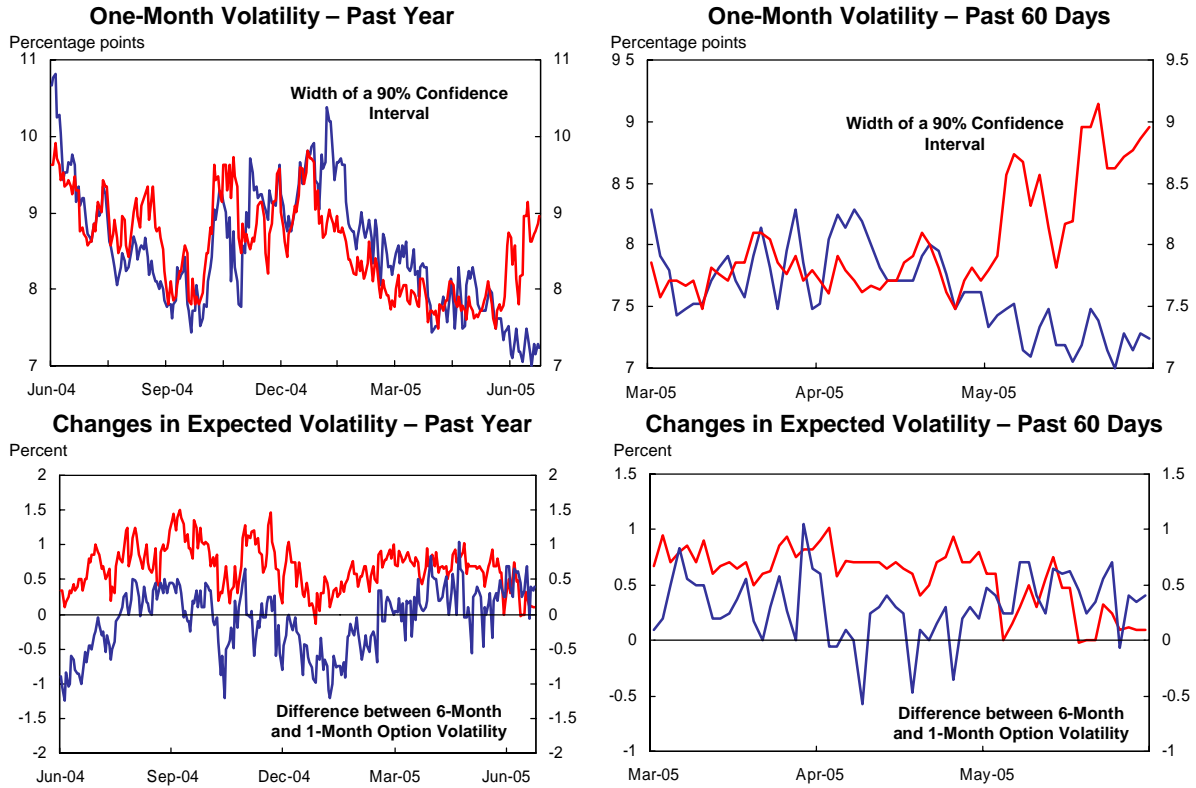 One-Month Volatility – Past Year
Percentage points
11
10
9
8
7
11
10
9
8
7
Width of a 90% Confidence
Interval
Jun-04
Sep-04
Dec-04
Mar-05
Jun-05
One-Month Volatility – Past 60 Days
Percentage points
9 5
9
8 5
8
7.5
7
9.5
9
8.5
8
7.5
7
Width of a 90% Confidence
Interval
Mar-05
Apr-05
May-05
Changes in Expected Volatility – Past Year
Percent
2
1.5
1
0.5
0
-0.5
-1
-1.5
-2
2
1.5
1
0.5
0
-0.5
-1
-1.5
-2
Difference between 6-Month
and 1-Month Option Volatility
Jun-04
Sep-04
Dec-04
Mar-05
Jun-05
Changes in Expected Volatility – Past 60 Days
Percent
1.5
1
0.5
0
-0.5
-1
1.5
1
0.5
0
-0.5
-1
Difference between 6-Month
and 1-Month Option Volatility
Mar-05
Apr-05
May-05